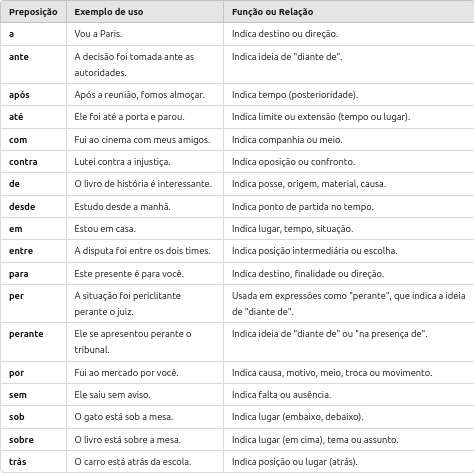 Preposição Exemplo de uso Função ou Relação
a Vou a Paris. Indica destino ou direção.
ante A decisão foi tomada ante as Indica ideia de "diante de".
autoridades.
após Após a reunião, fomos almoçar. Indica tempo (posterioridade).
até Ele foi até a porta e parou. Indica limite ou extensão (tempo ou lugar).
com Fui ao cinema com meus amigos. Indica companhia ou meio.
contra Lutei contra a injustiça. Indica oposição ou confronto.
de O livro de história é interessante. Indica posse, origem, material, causa.
desde Estudo desde a manhã. Indica ponto de partida no tempo.
em Estou em casa. Indica lugar, tempo, situação.
entre A disputa foi entre os dois times. Indica posição intermediária ou escolha.
para Este presente é para você. Indica destino, finalidade ou direção.
per A situação foi periclitante Usada em expressões como "perante", que indica a ideia
perante o juiz. de "diante de".
perante Ele se apresentou perante o Indica ideia de "diante de" ou "na presença de".
tribunal.
por Fui ao mercado por você. Indica causa, motivo, meio, troca ou movimento.
sem Ele saiu sem aviso. Indica falta ou ausência.
sob O gato está sob a mesa. Indica lugar (embaixo, debaixo).
sobre O livro está sobre a mesa. Indica lugar (em cima), tema ou assunto.
trás O carro está atrás da escola. Indica posição ou lugar (atrás).